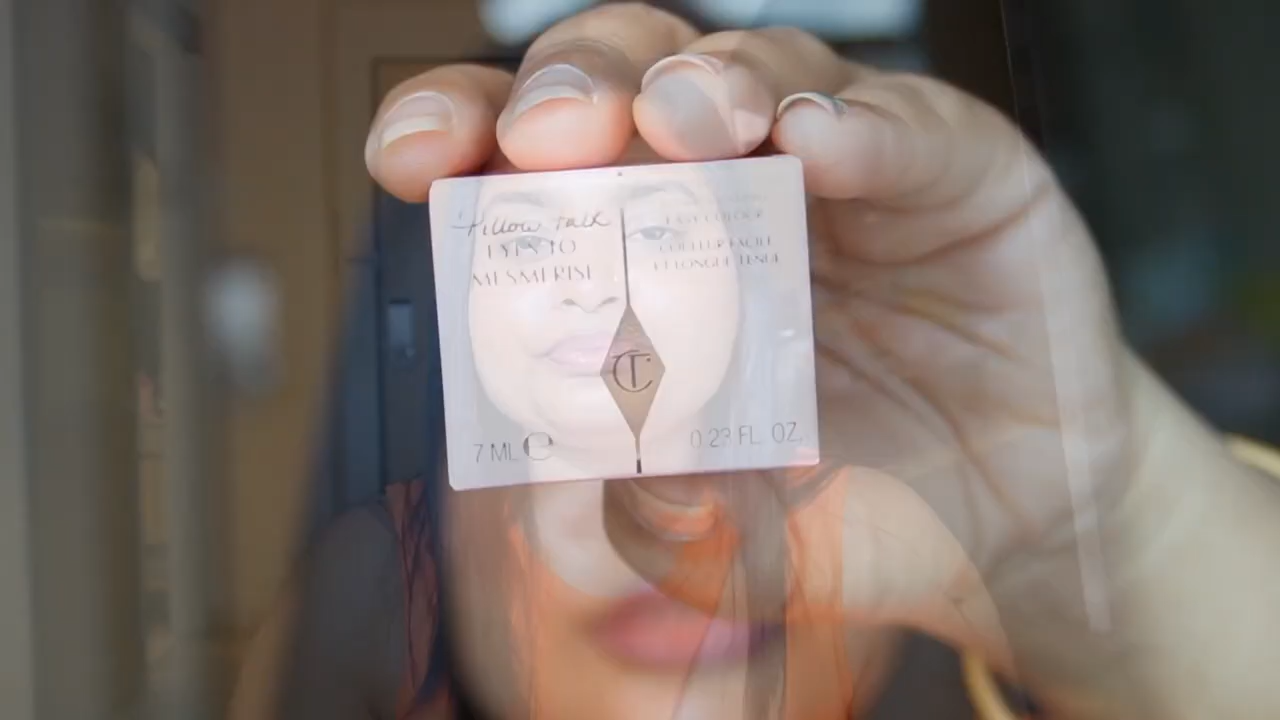 Pillow Talk
EYES TO
MESMERISE
EASY COLOUR
COULEUR FACILE
ET LONGUE TENUE
CT
7 ML e
0.23 FL. OZ.